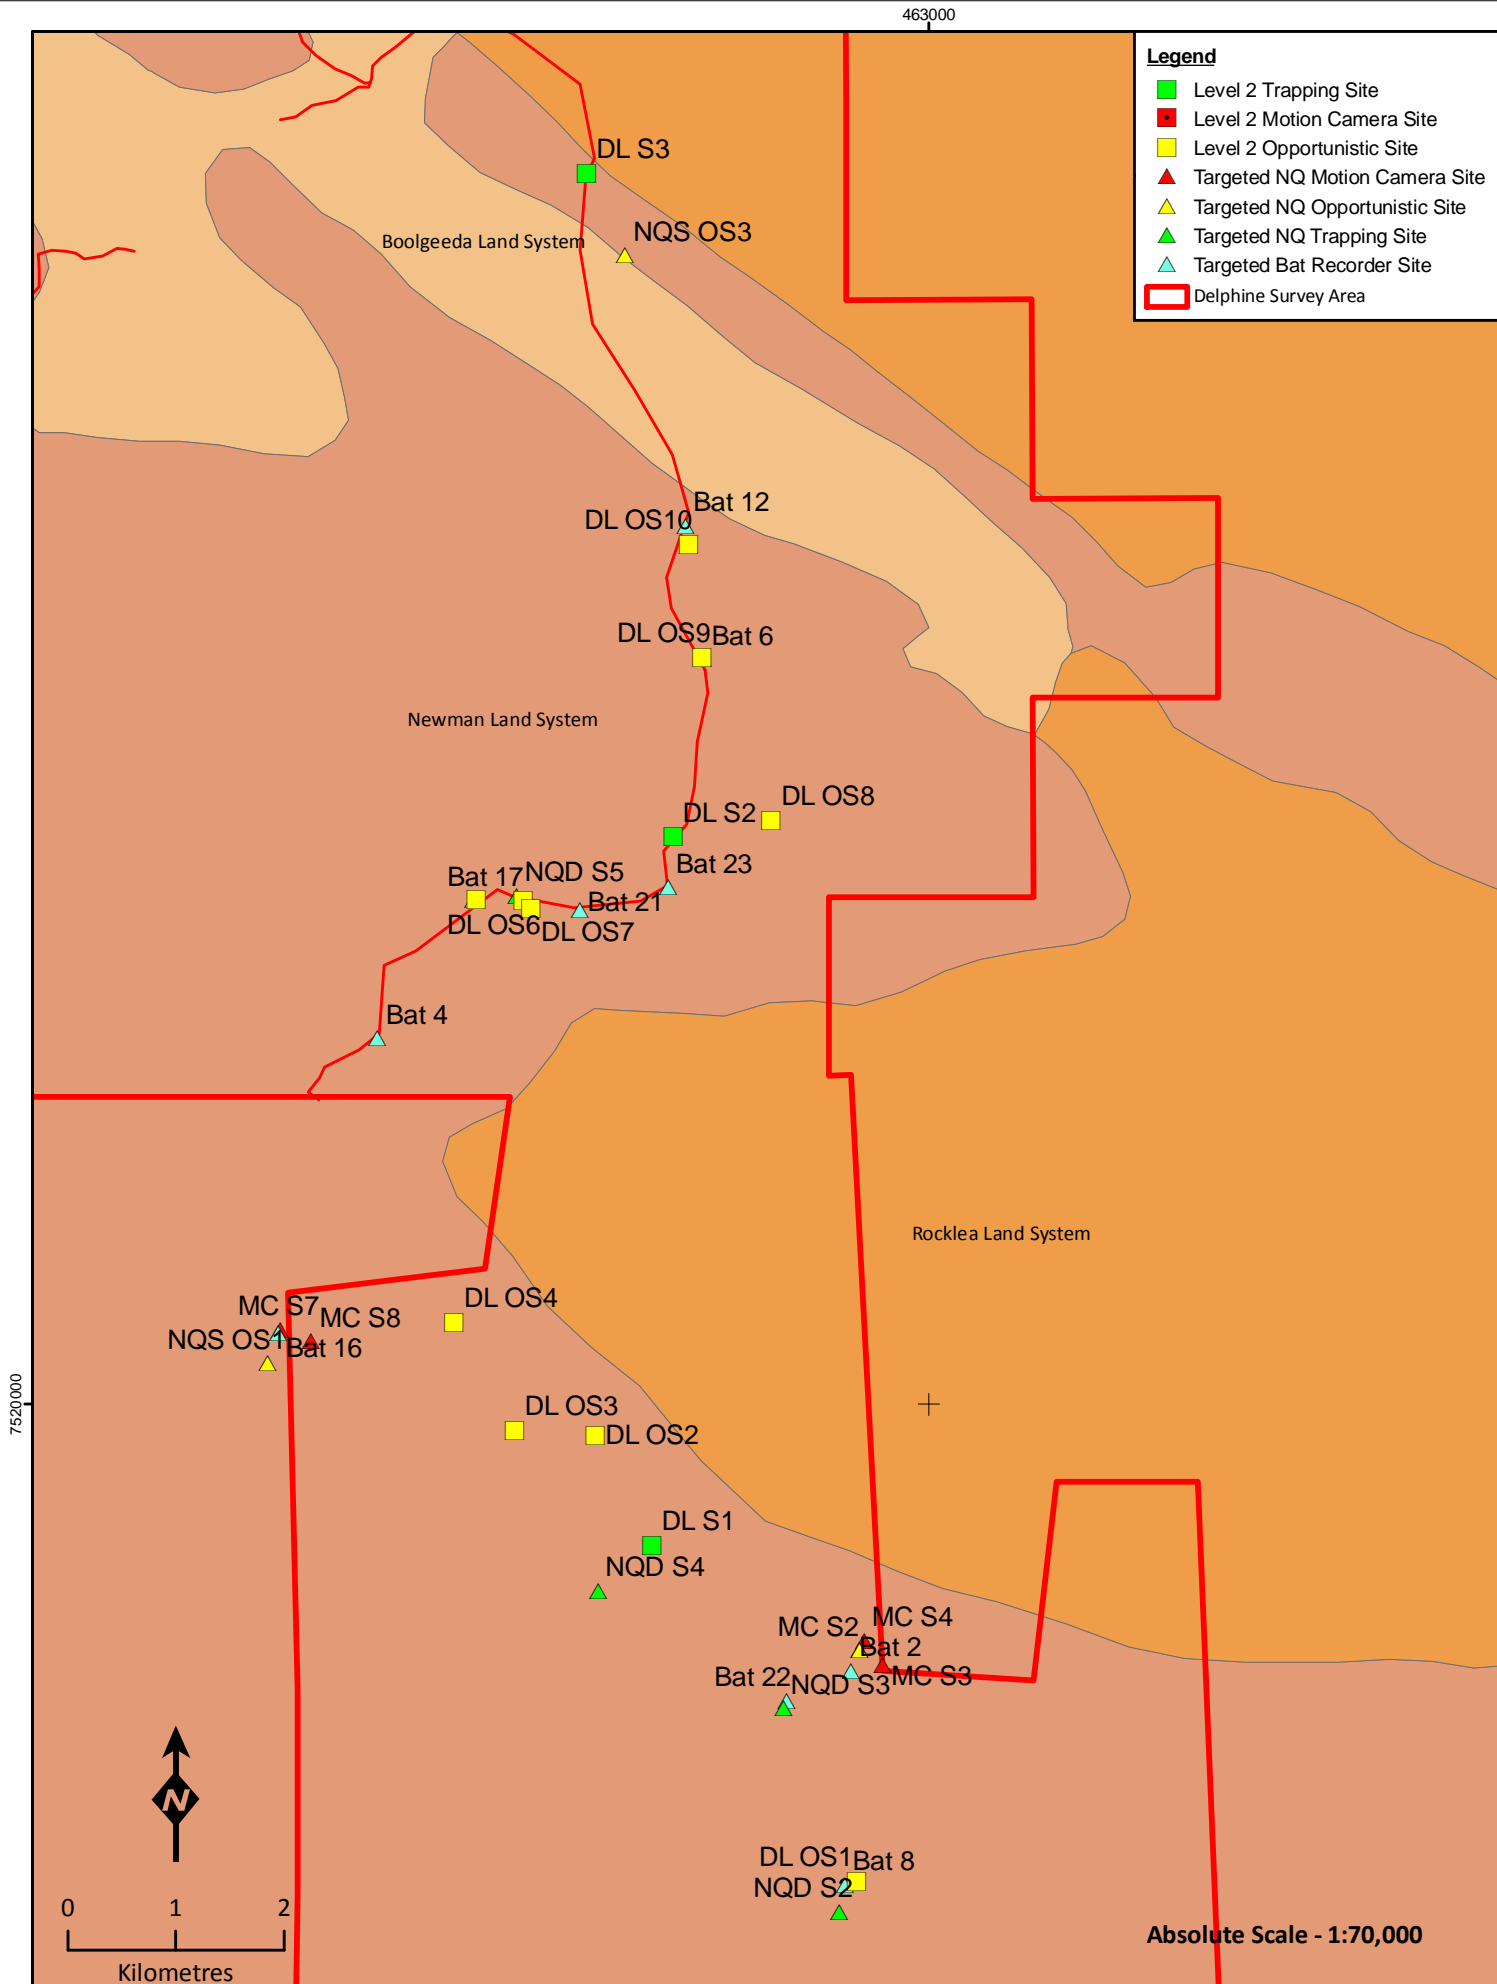 463000
Legend
Level 2 Trapping Site
Level 2 Motion Camera Site
Level 2 Opportunistic Site
Targeted NQ Motion Camera Site
Targeted NQ Opportunistic Site
Targeted NQ Trapping Site
Targeted Bat Recorder Site
Delphine Survey Area
DL S3
NQS OS3
Boolgeeda Land System
Bat 12
DL OS10
DL OS9
Bat 6
Newman Land System
DL OS8
DL S2
Bat 23
Bat 17
NQD S5
Bat 21
DL OS6
DL OS7
Bat 4
Rocklea Land System
DL OS4
MC S7
MC S8
NQS OS1
Bat 16
7520000
DL OS3
DL OS2
DL S1
NQD S4
MC S4
MC S2
Bat 2
MC S3
Bat 22
NQD S3
N
DL OS1
Bat 8
NQD S2
0 1 2
Kilometres
Absolute Scale - 1:70,000